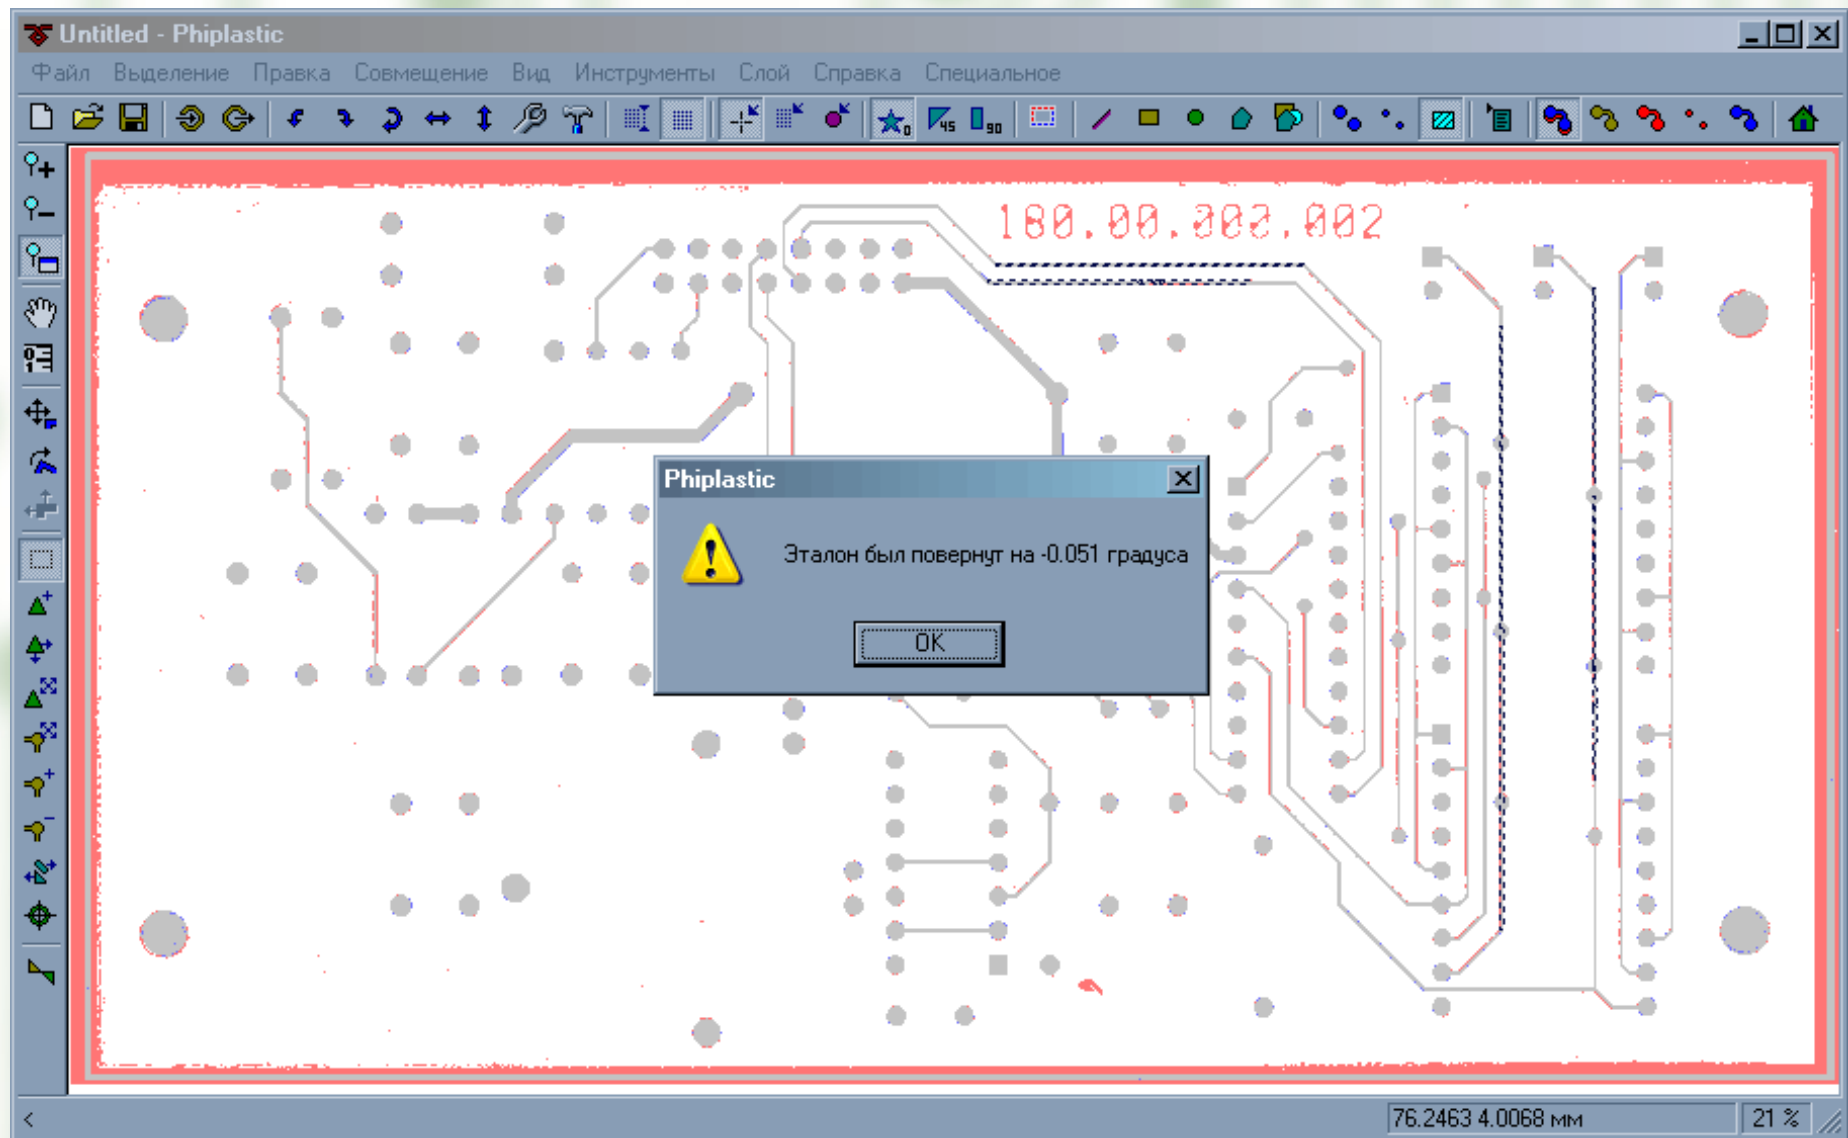 Untitled - Phiplastic
Файл Выделение Правка Совмещение Вид Инструменты Слой Справка Специальное
180.00.000.002
Phiplastic
Эталон был повернут на -0.051 градуса
OK
< 76.2463 4.0068 мм 21 %